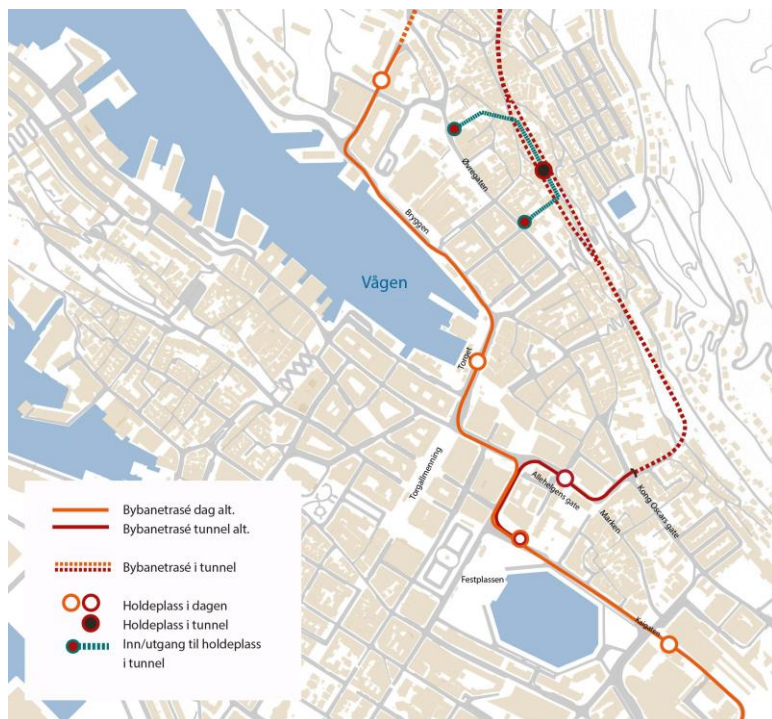 Øvregaten
Bryggen
Vågen
Torget
Torgallmenning
Allehelgens gate
Marken
Kong Oscars gate
Festplassen
Kaigaten
Bybanetrasé dag alt.
Bybanetrasé tunnel alt.
Bybanetrasé i tunnel
Holdeplass i dagen
Holdeplass i tunnel
Inn/utgang til holdeplass
i tunnel